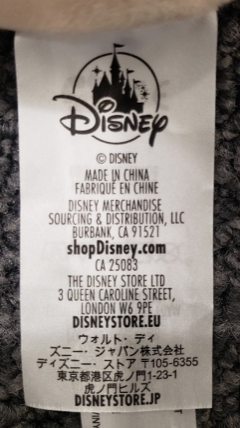 Disney
© DISNEY
MADE IN CHINA
FABRIQUÉ EN CHINE
DISNEY MERCHANDISE
SOURCING & DISTRIBUTION, LLC
BURBANK, CA 91521
shopDisney.com
CA 25083
THE DISNEY STORE LTD
3 QUEEN CAROLINE STREET,
LONDON W6 9PE
DISNEYSTORE.EU
ウォルト・ディ
ズニー・ジャパン株式会社
ディズニー・ストア 〒105-6355
東京都港区虎ノ門1-23-1
虎ノ門ヒルズ
DISNEYSTORE.JP